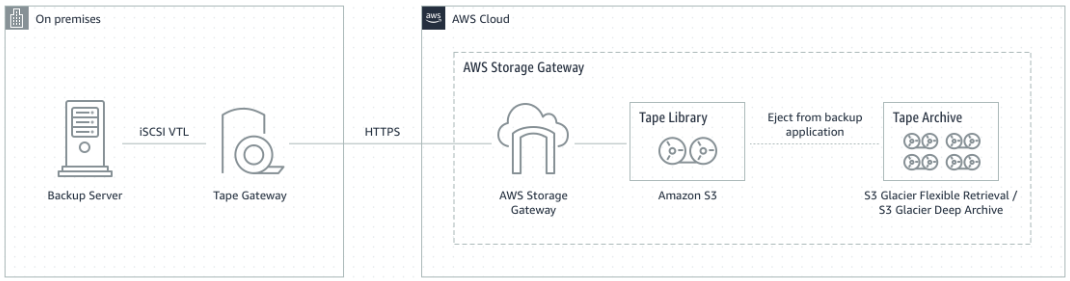 On premises
aws
AWS Cloud
AWS Storage Gateway
iSCSI VTL
HTTPS
Tape Library
Eject from backup
application
Tape Archive
Backup Server
Tape Gateway
AWS Storage
Gateway
Amazon S3
S3 Glacier Flexible Retrieval /
S3 Glacier Deep Archive